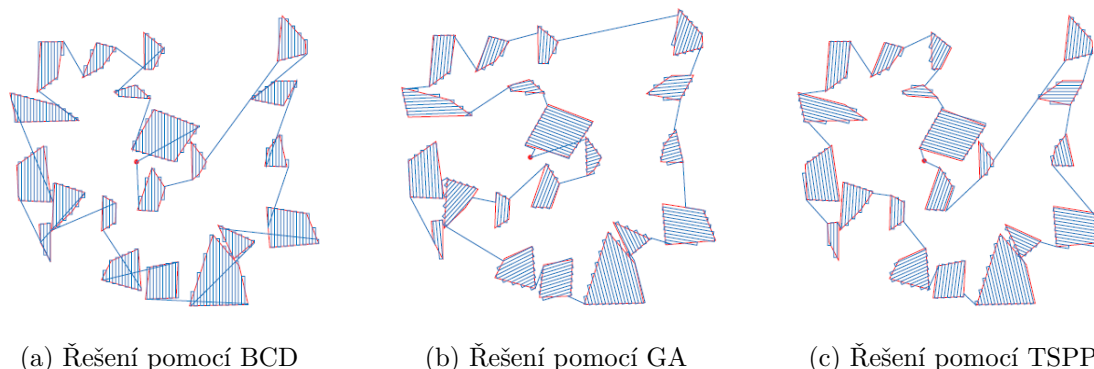 (a) Řešení pomocí BCD
(b) Řešení pomocí GA
(c) Řešení pomocí TSPP